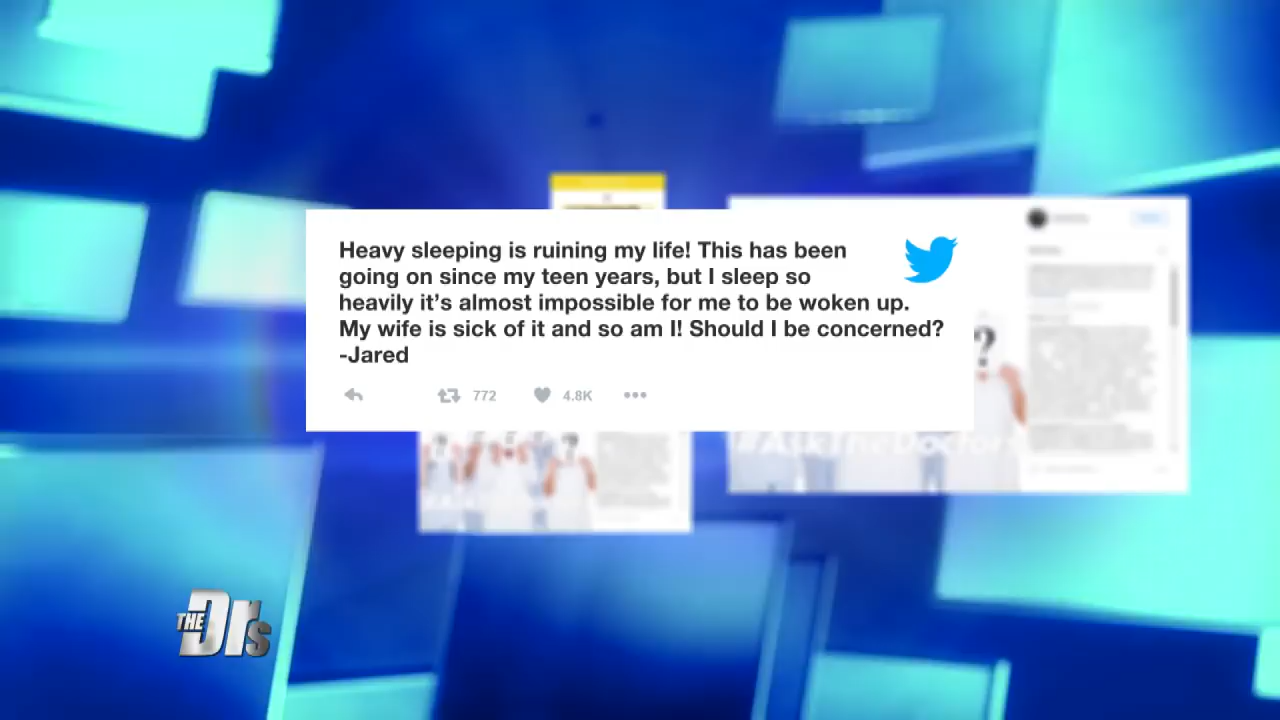 Heavy sleeping is ruining my life! This has been
going on since my teen years, but I sleep so
heavily it's almost impossible for me to be woken up.
My wife is sick of it and so am I! Should I be concerned?
-Jared
772 4.8K
?
#AskTheDoctors
THE Drs